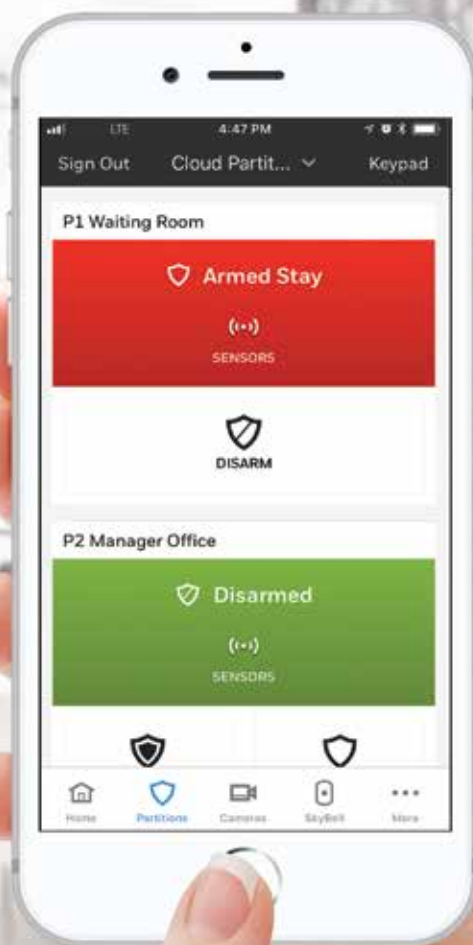 LTE 4:47 PM
Sign Out Cloud Partit... Keypad
P1 Waiting Room
Armed Stay
SENSORS
DISARM
P2 Manager Office
Disarmed
SENSORS
Home Partitions Cameras SkyBell More